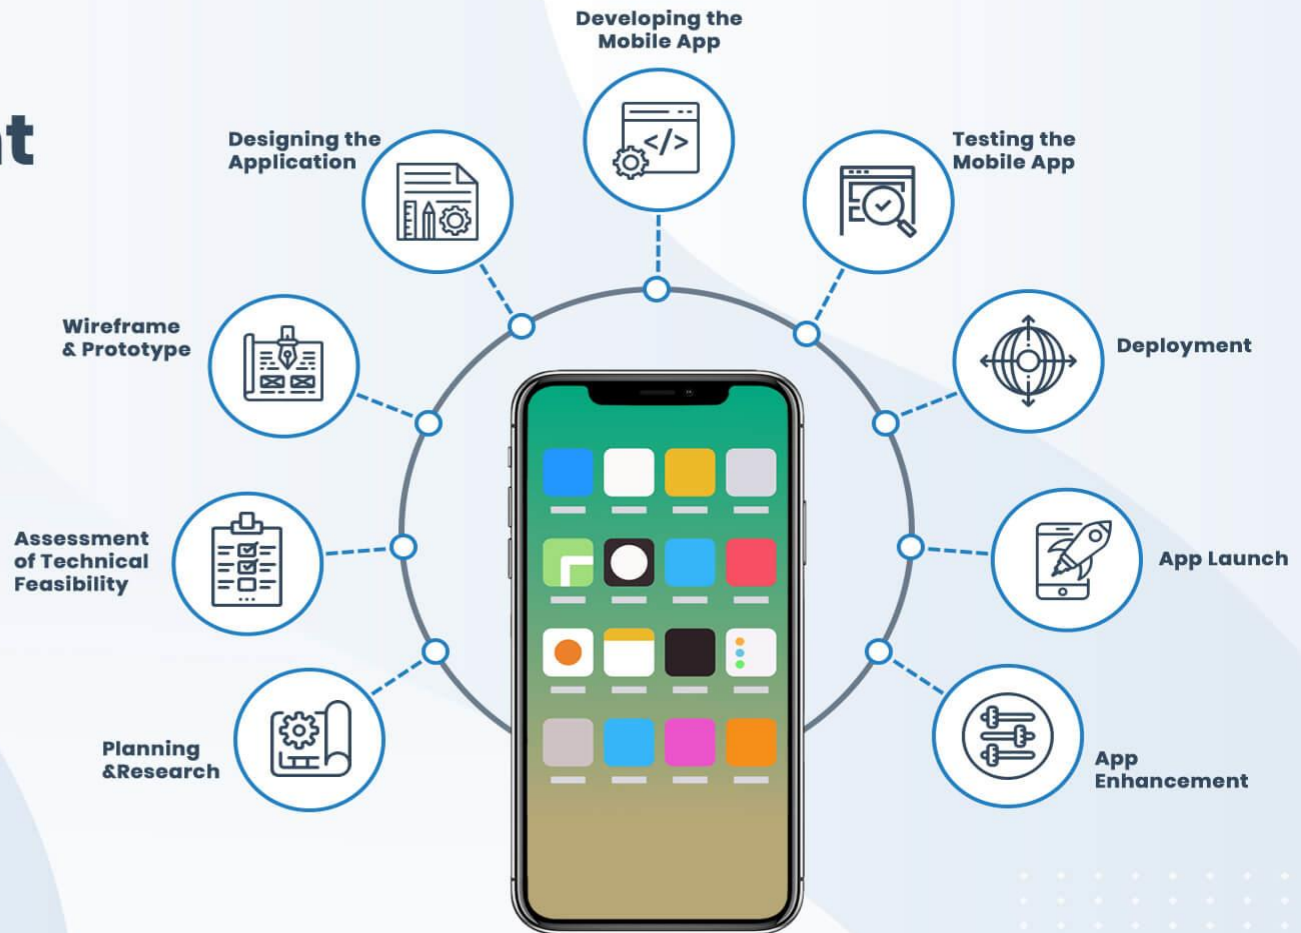 Developing the
Mobile App
Designing the
Application
Testing the
Mobile App
Wireframe
& Prototype
Deployment
Assessment
of Technical
Feasibility
App Launch
Planning
&Research
App
Enhancement